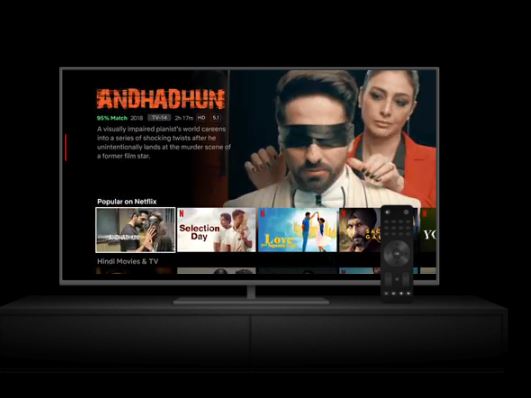 ANDHADHUN
95% Match 2018 TV-14 2h 17m HD 5.1
A visually impaired pianist's world careens
into a series of shocking twists after he
unintentionally lands at the murder scene of
a former film star.
Popular on Netflix
ANDHADHUN
N
Selection
Day
N
Love
N
N
Hindi Movies & TV